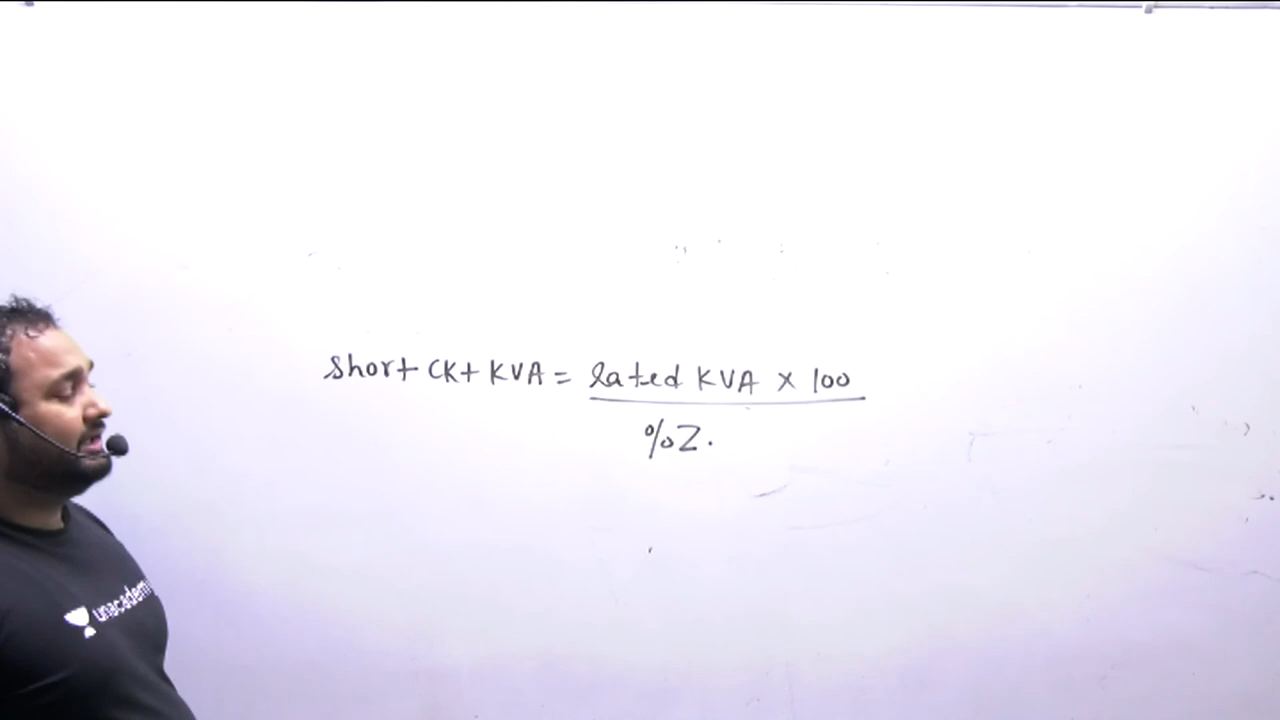 short CKt KVA = rated KVA × 100
%Z.
unacademy